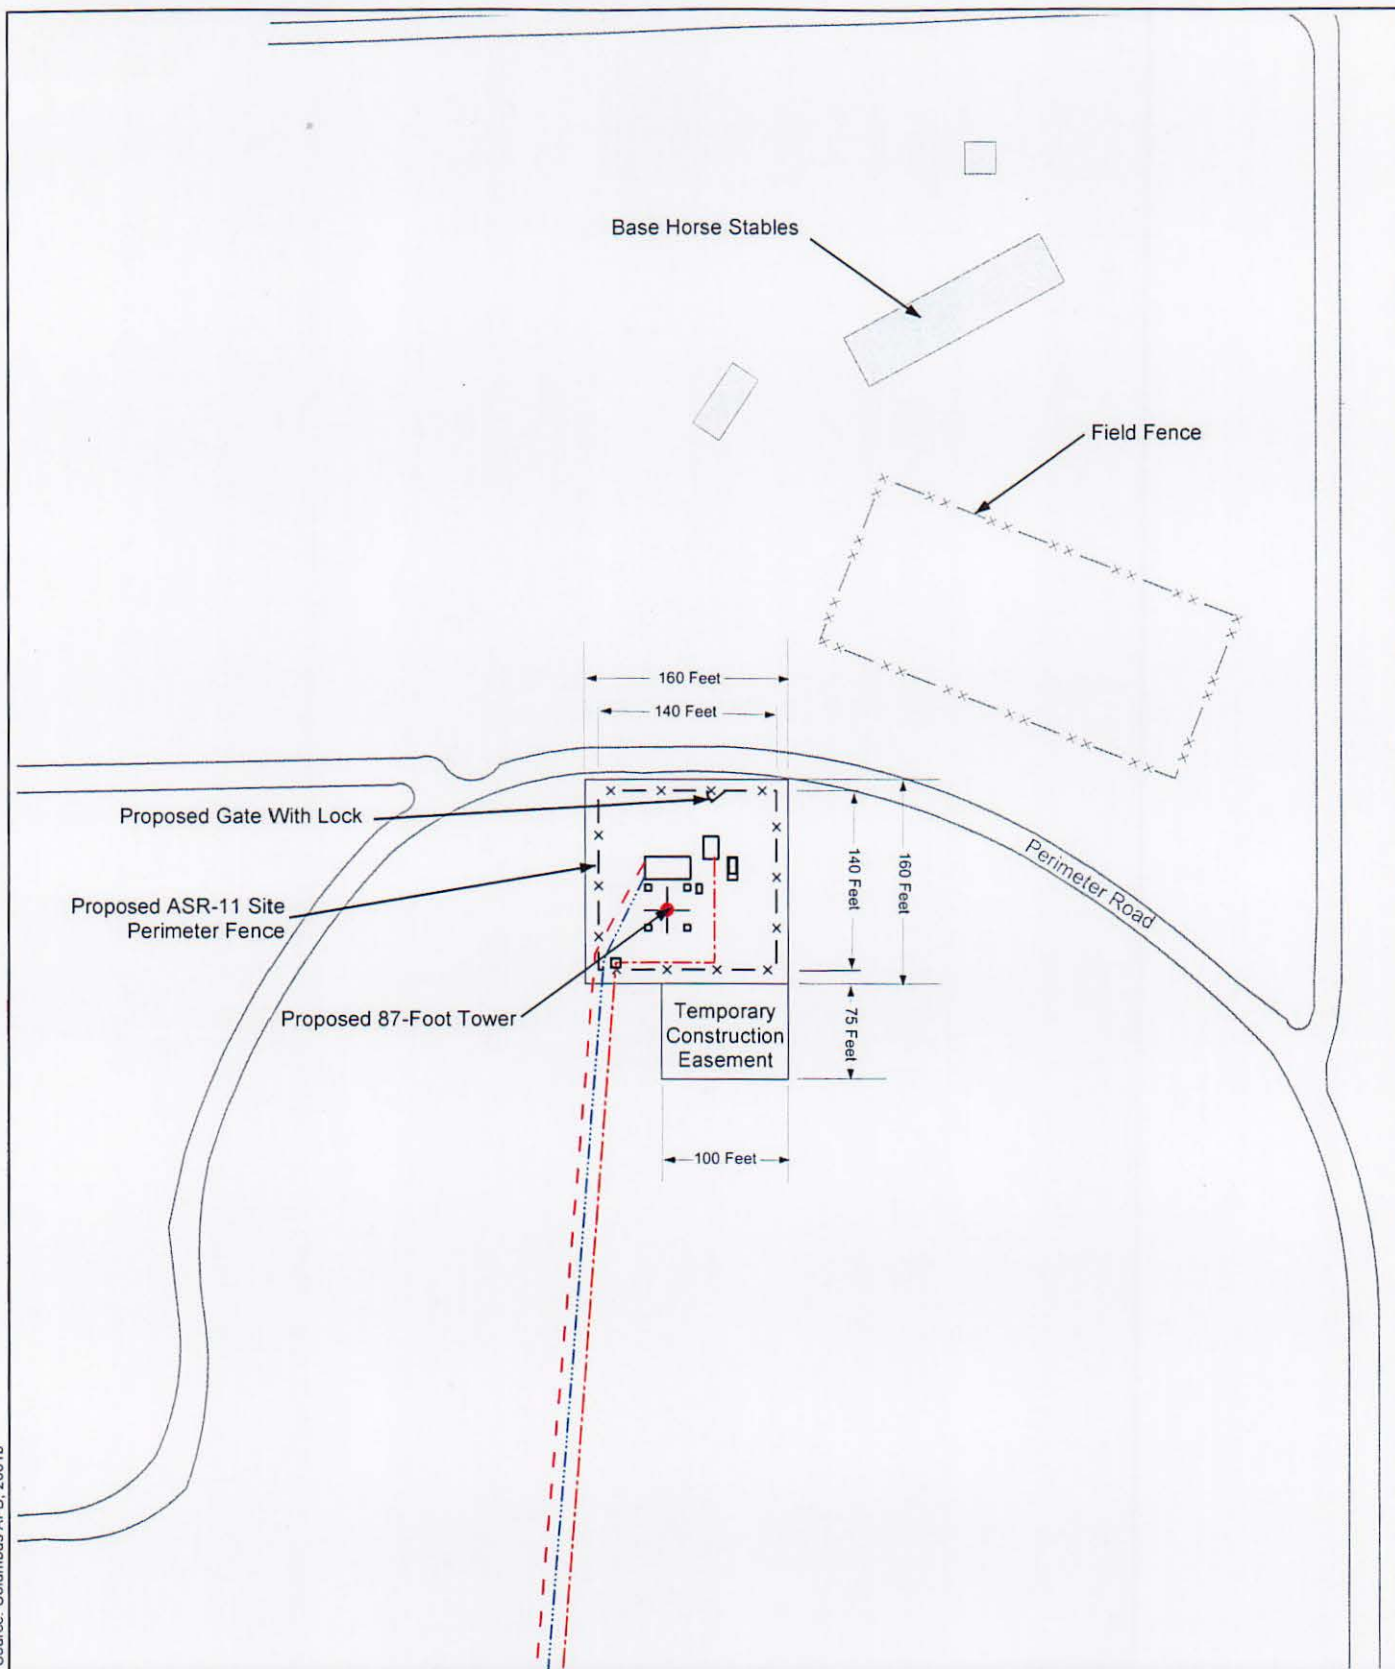 Base Horse Stables
Field Fence
160 Feet
140 Feet
Proposed Gate With Lock
140 Feet
160 Feet
Perimeter Road
Proposed ASR-11 Site
Perimeter Fence
Proposed 87-Foot Tower
Temporary
Construction
Easement
75 Feet
100 Feet